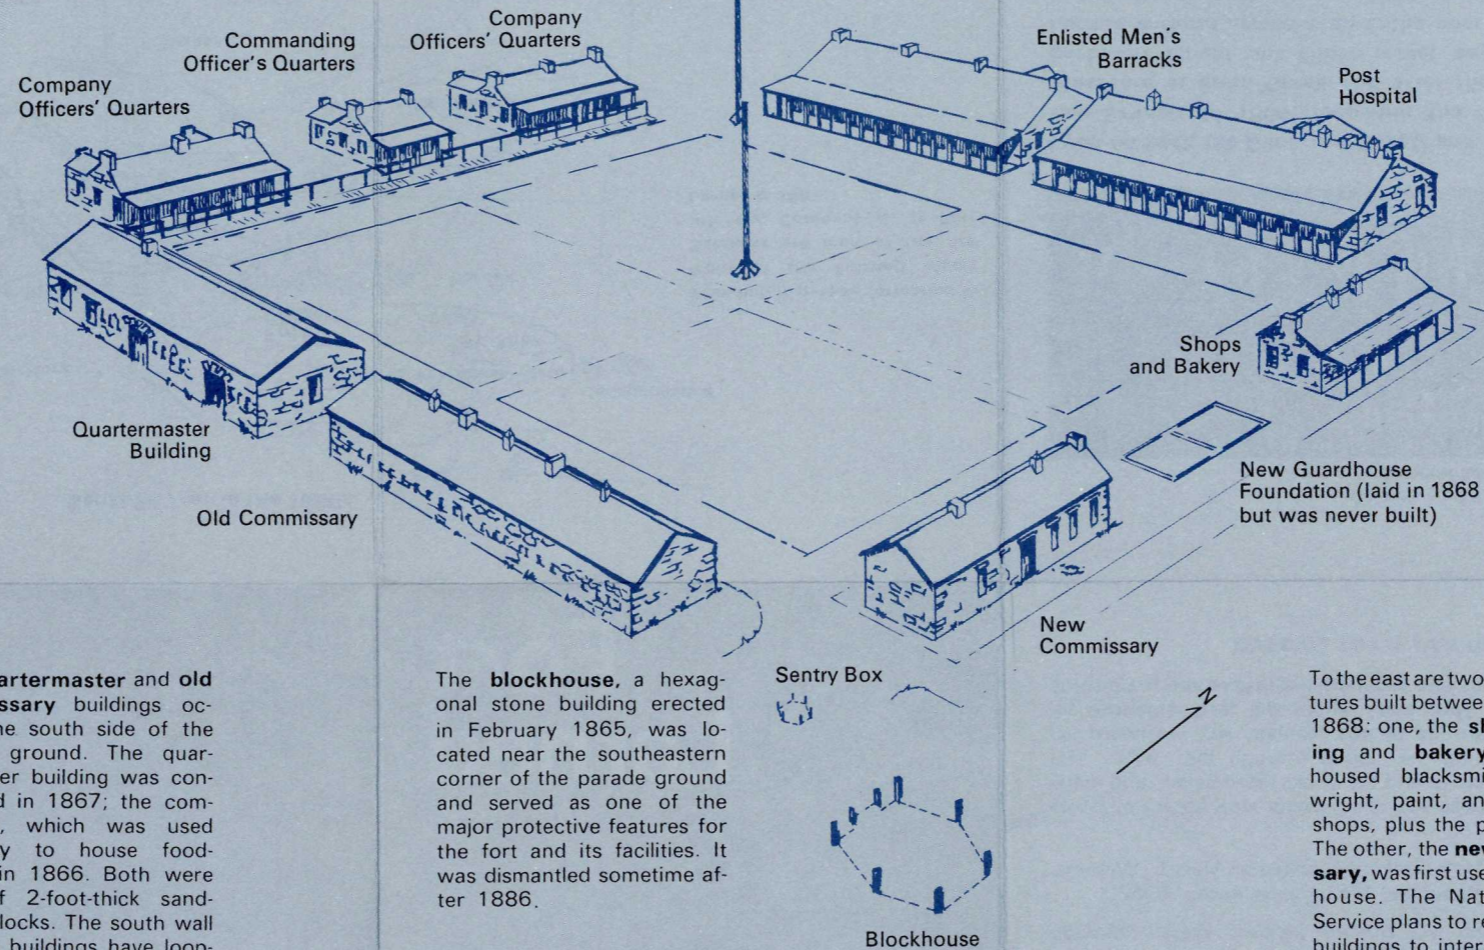 Company
Officers' Quarters
Commanding
Officer's Quarters
Company
Officers' Quarters
Enlisted Men's
Barracks
Post
Hospital
Shops
and Bakery
Quartermaster
Building
Old Commissary
New Guardhouse
Foundation (laid in 1868
but was never built)
New
Commissary
Sentry Box
N
Blockhouse
artermaster and old
ssary buildings oc-
ne south side of the
ground. The quar-
er building was con-
d in 1867; the com-
, which was used
y to house food-
in 1866. Both were
f 2-foot-thick sand-
locks. The south wall
buildings have loop-
The blockhouse, a hexag-
onal stone building erected
in February 1865, was lo-
cated near the southeastern
corner of the parade ground
and served as one of the
major protective features for
the fort and its facilities. It
was dismantled sometime af-
ter 1886.
To the east are two
tures built between
1868: one, the s
ing and bakery
housed blacksmi
wright, paint, an
shops, plus the p
The other, the new
sary, was first use
house. The Nat
Service plans to re
buildings to inter